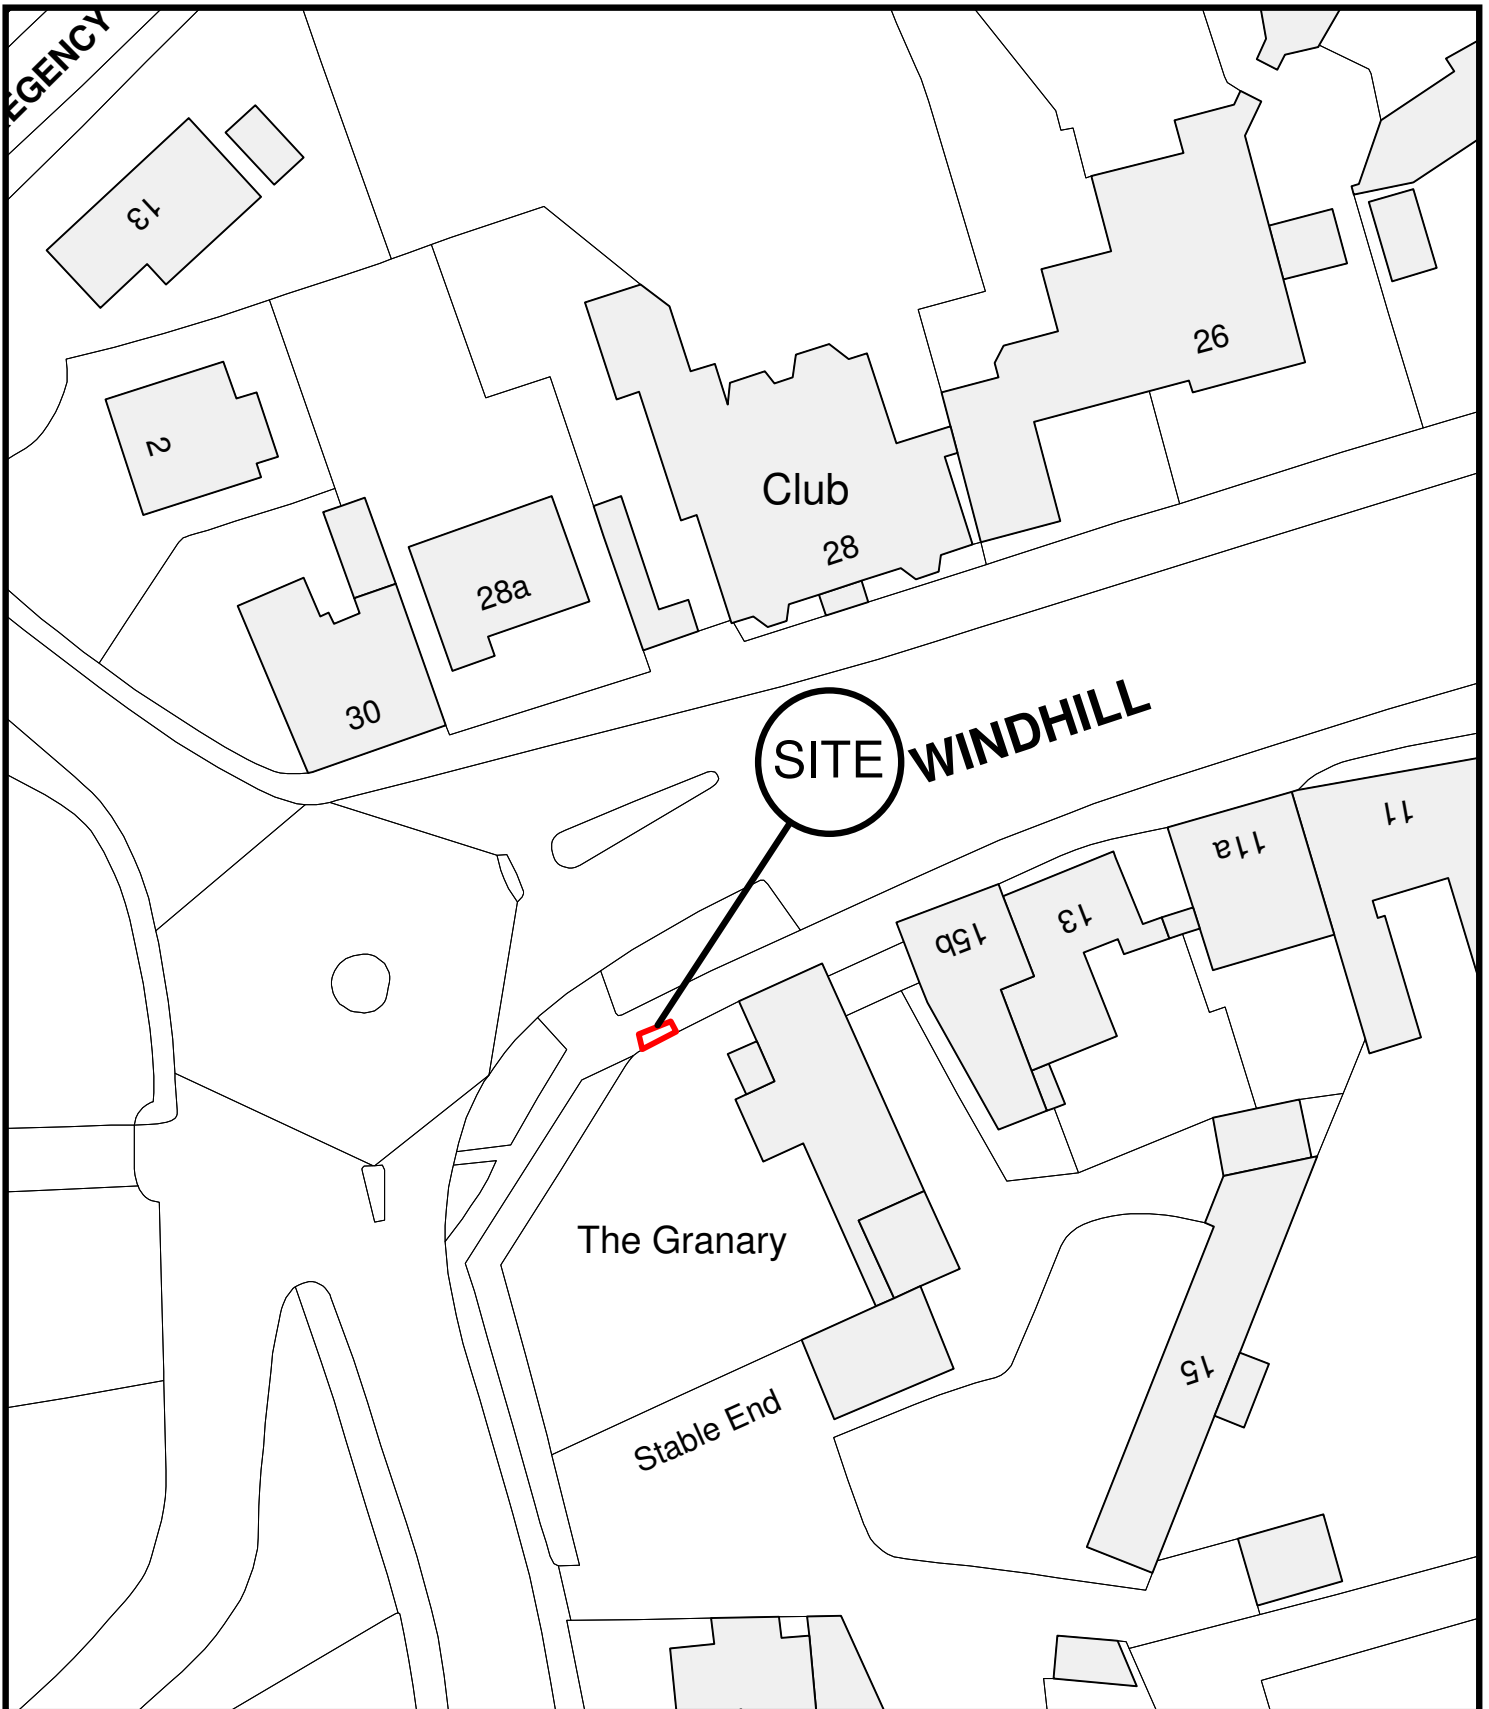 EGENCY
13
2
26
Club
28
28a
30
SITE
WINDHILL
11
11a
13
15b
The Granary
15
Stable End